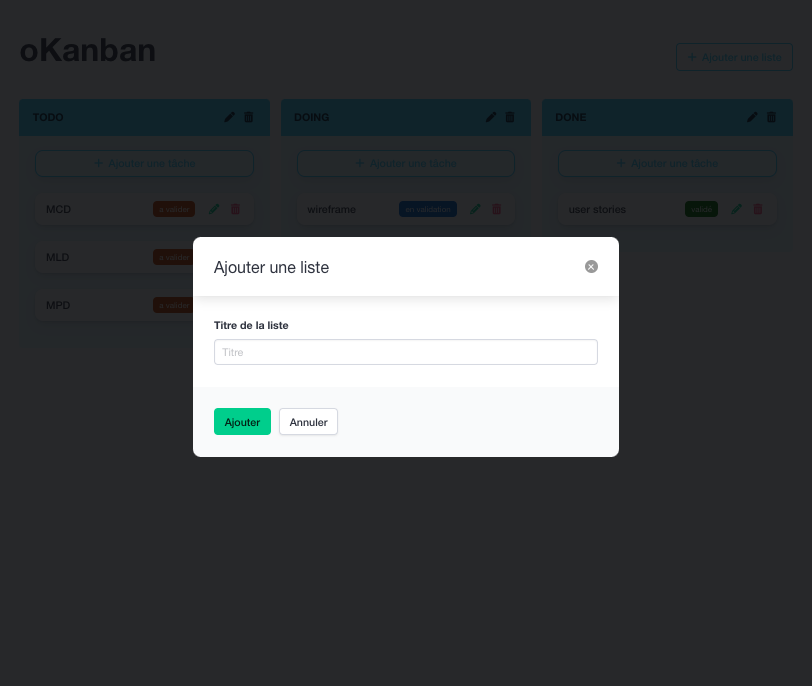 oKanban
+ Ajouter une liste
TODO
DOING
DONE
+ Ajouter une tâche
+ Ajouter une tâche
+ Ajouter une tâche
MCD
à valider
wireframe
en validation
user stories
validé
MLD
à valider
MPD
à valider
Ajouter une liste
Titre de la liste
Titre
Ajouter
Annuler